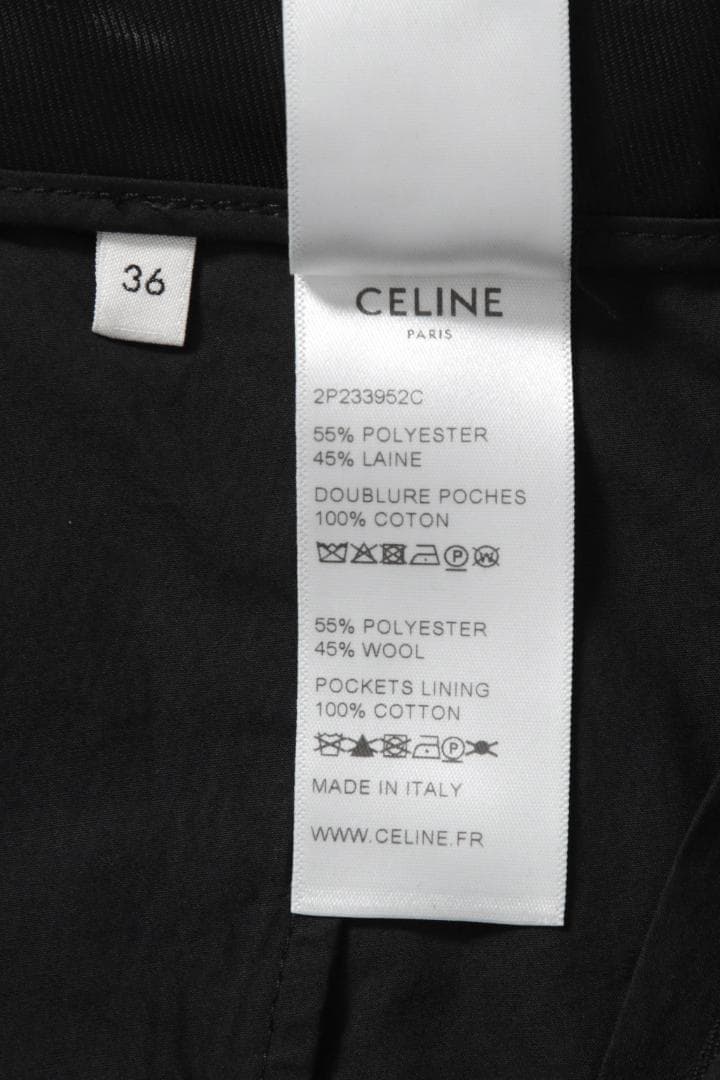 36
CELINE
PARIS
2P233952C
55% POLYESTER
45% LAINE
DOUBLURE POCHES
100% COTON
P W
55% POLYESTER
45% WOOL
POCKETS LINING
100% COTTON
P
MADE IN ITALY
WWW.CELINE.FR